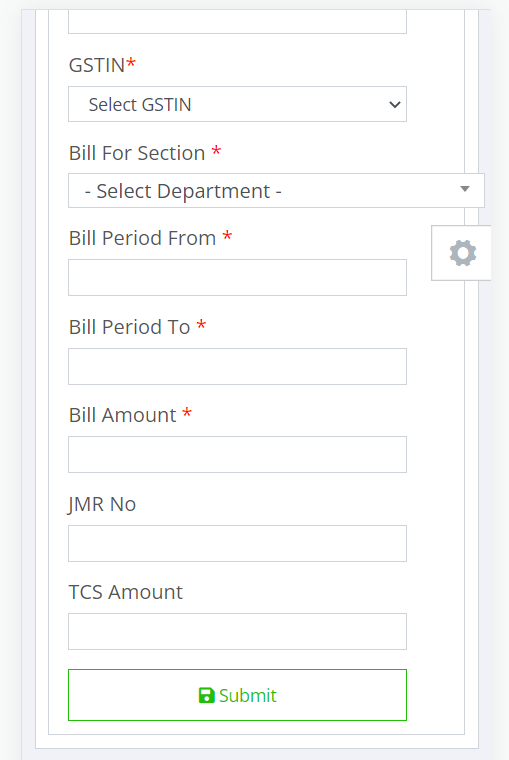 GSTIN*
Select GSTIN
Bill For Section *
- Select Department -
Bill Period From *
Bill Period To *
Bill Amount *
JMR No
TCS Amount
Submit